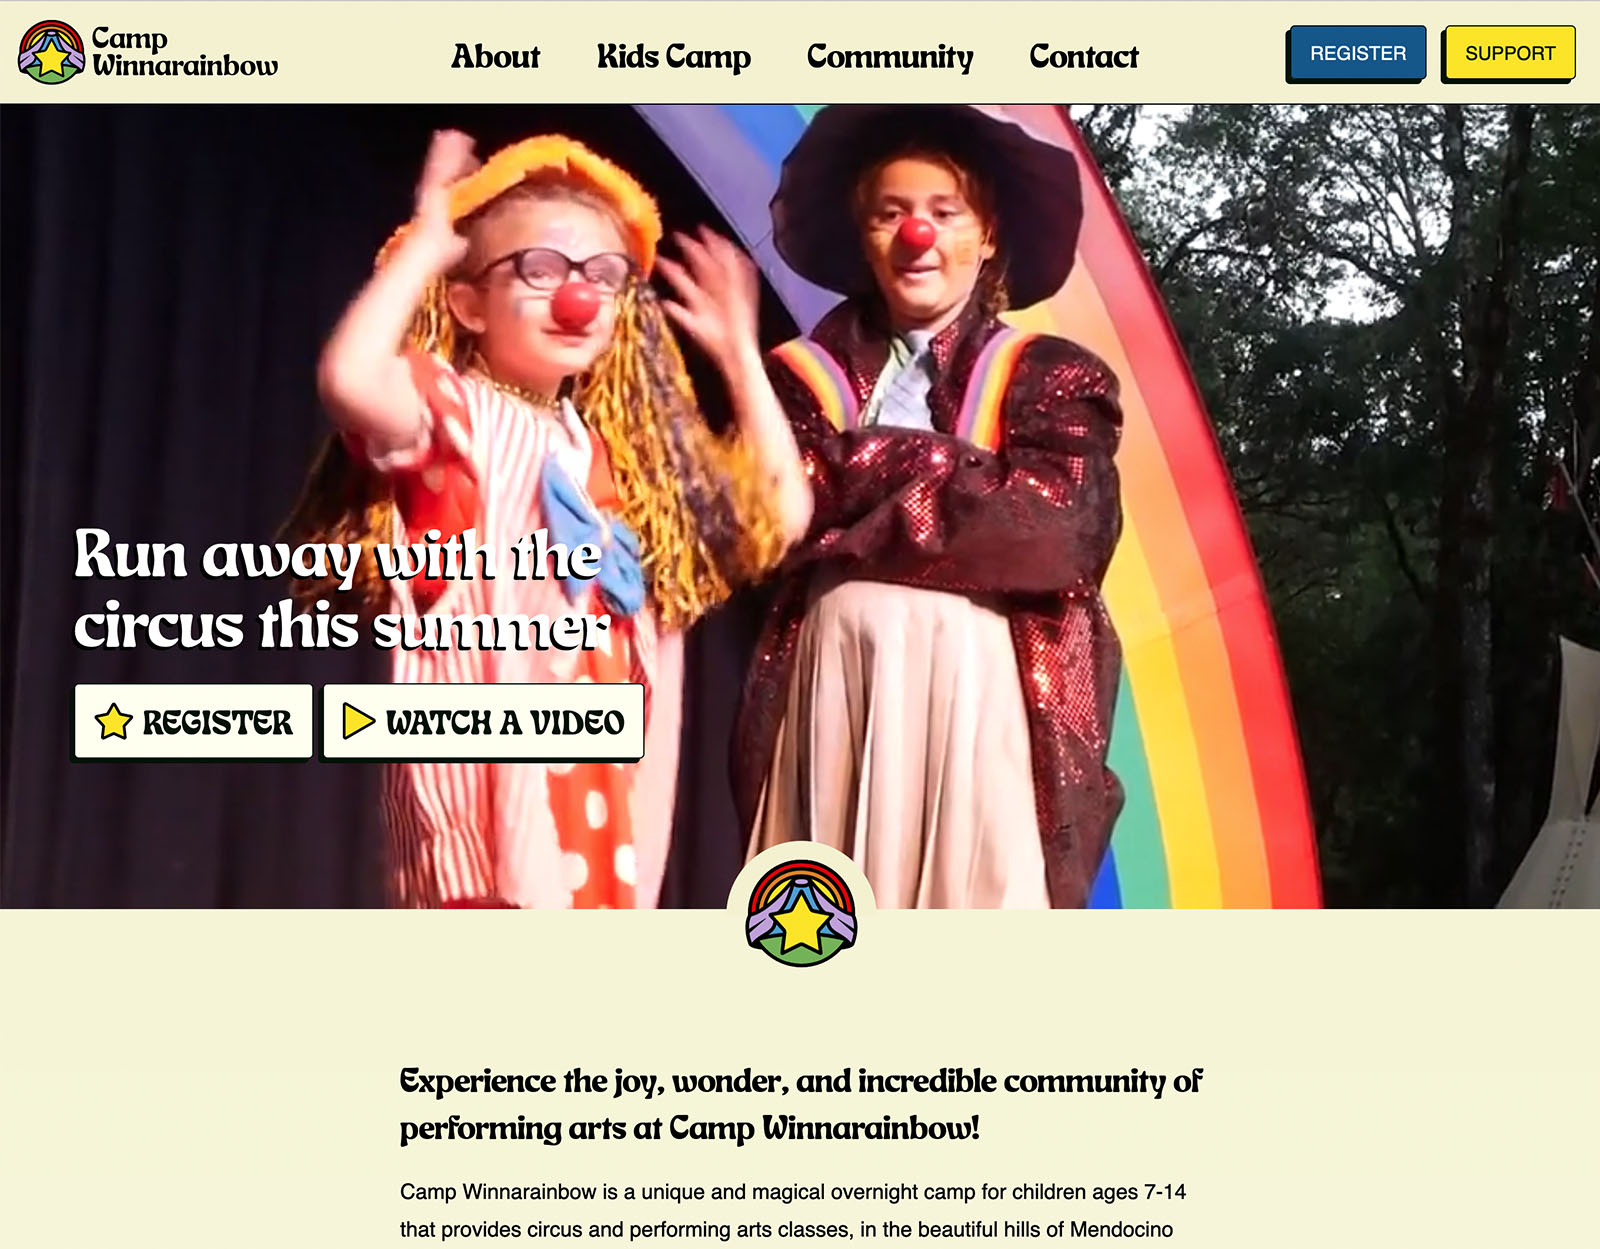 Camp
Winnarainbow
About
Kids Camp
Community
Contact
REGISTER
SUPPORT
Run away with the
circus this summer
REGISTER
WATCH A VIDEO
Experience the joy, wonder, and incredible community of
performing arts at Camp Winnarainbow!
Camp Winnarainbow is a unique and magical overnight camp for children ages 7-14
that provides circus and performing arts classes, in the beautiful hills of Mendocino